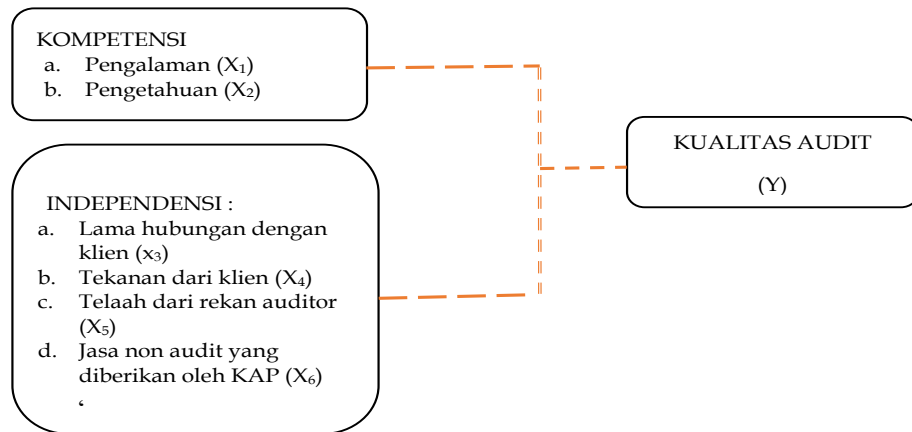 KOMPETENSI
a. Pengalaman (X₁)
b. Pengetahuan (X₂)
INDEPENDENSI :
a. Lama hubungan dengan
klien (x₃)
b. Tekanan dari klien (X₄)
c. Telaah dari rekan auditor
(X₅)
d. Jasa non audit yang
diberikan oleh KAP (X₆)
‘
KUALITAS AUDIT
(Y)